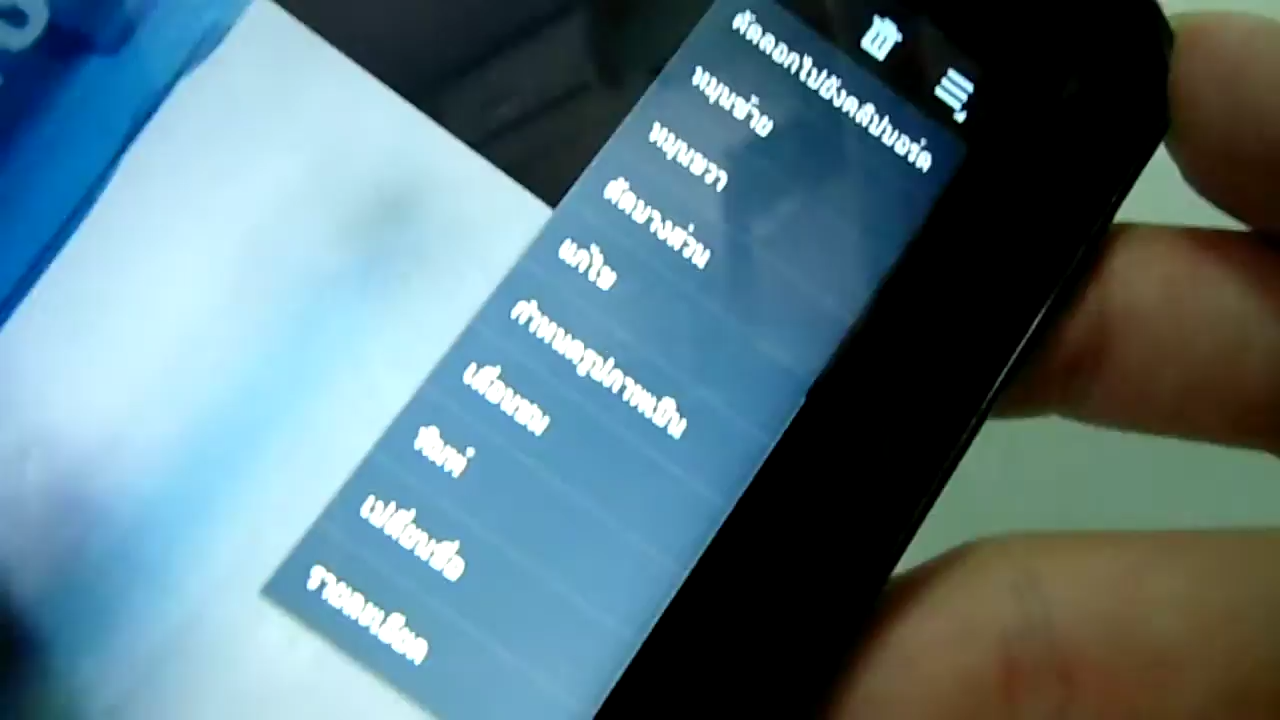 คัดลอกไปยังคลิปบอร์ด
หมุนซ้าย
หมุนขวา
ตัดบางส่วน
แก้ไข
กำหนดรูปภาพเป็น
เพื่อนชม
พิมพ์
เปลี่ยนชื่อ
รายละเอียด